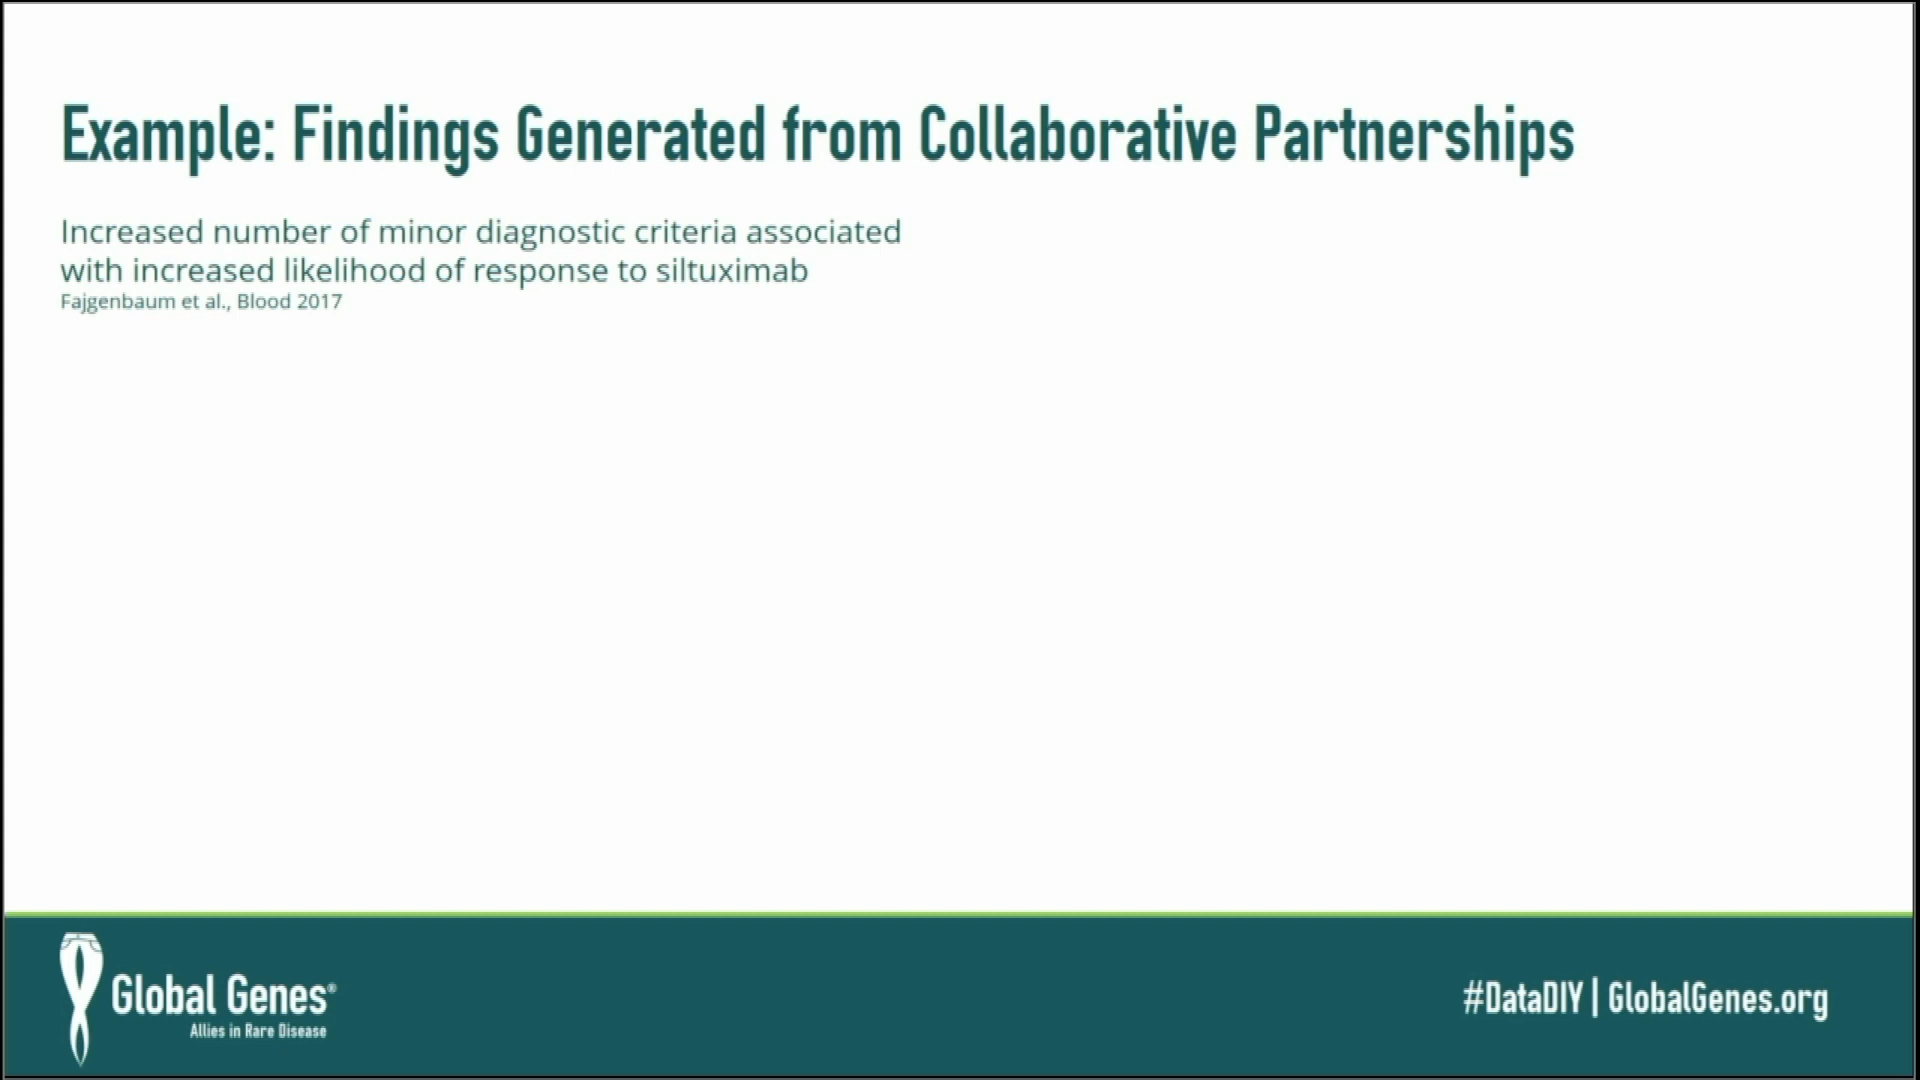 Example: Findings Generated from Collaborative Partnerships
Increased number of minor diagnostic criteria associated
with increased likelihood of response to siltuximab
Fajgenbaum et al., Blood 2017
Global Genes®
Allies in Rare Disease
#DataDIY | GlobalGenes.org